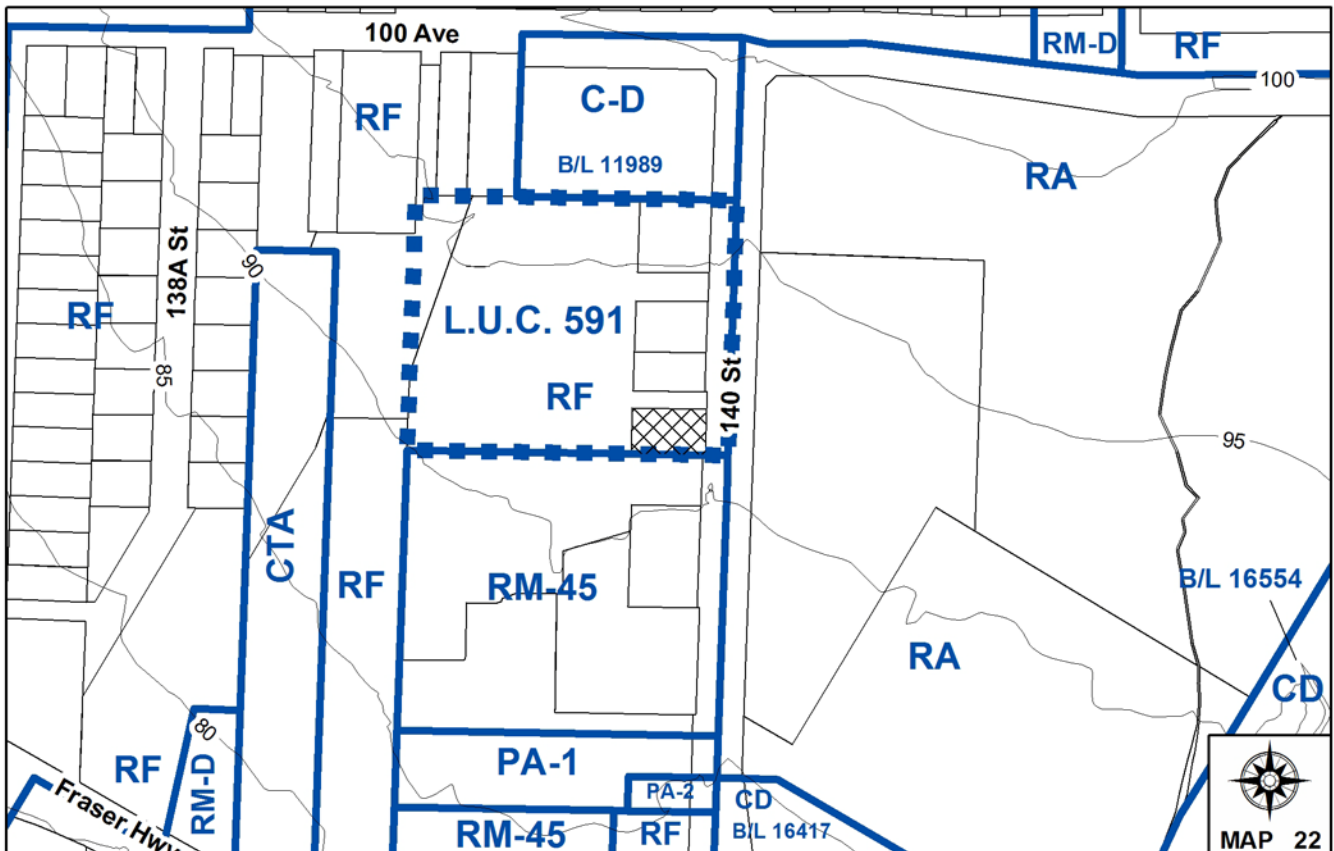 100 Ave
RM-D
RF
100
C-D
RF
B/L 11989
RA
138A St
90
RF
L.U.C. 591
85
140 St
RF
95
CTA
RF
RM-45
B/L 16554
RA
CD
80
RF
RM-D
PA-1
PA-2
CD
Fraser Hwy
RM-45
RF
B/L 16417
MAP 22